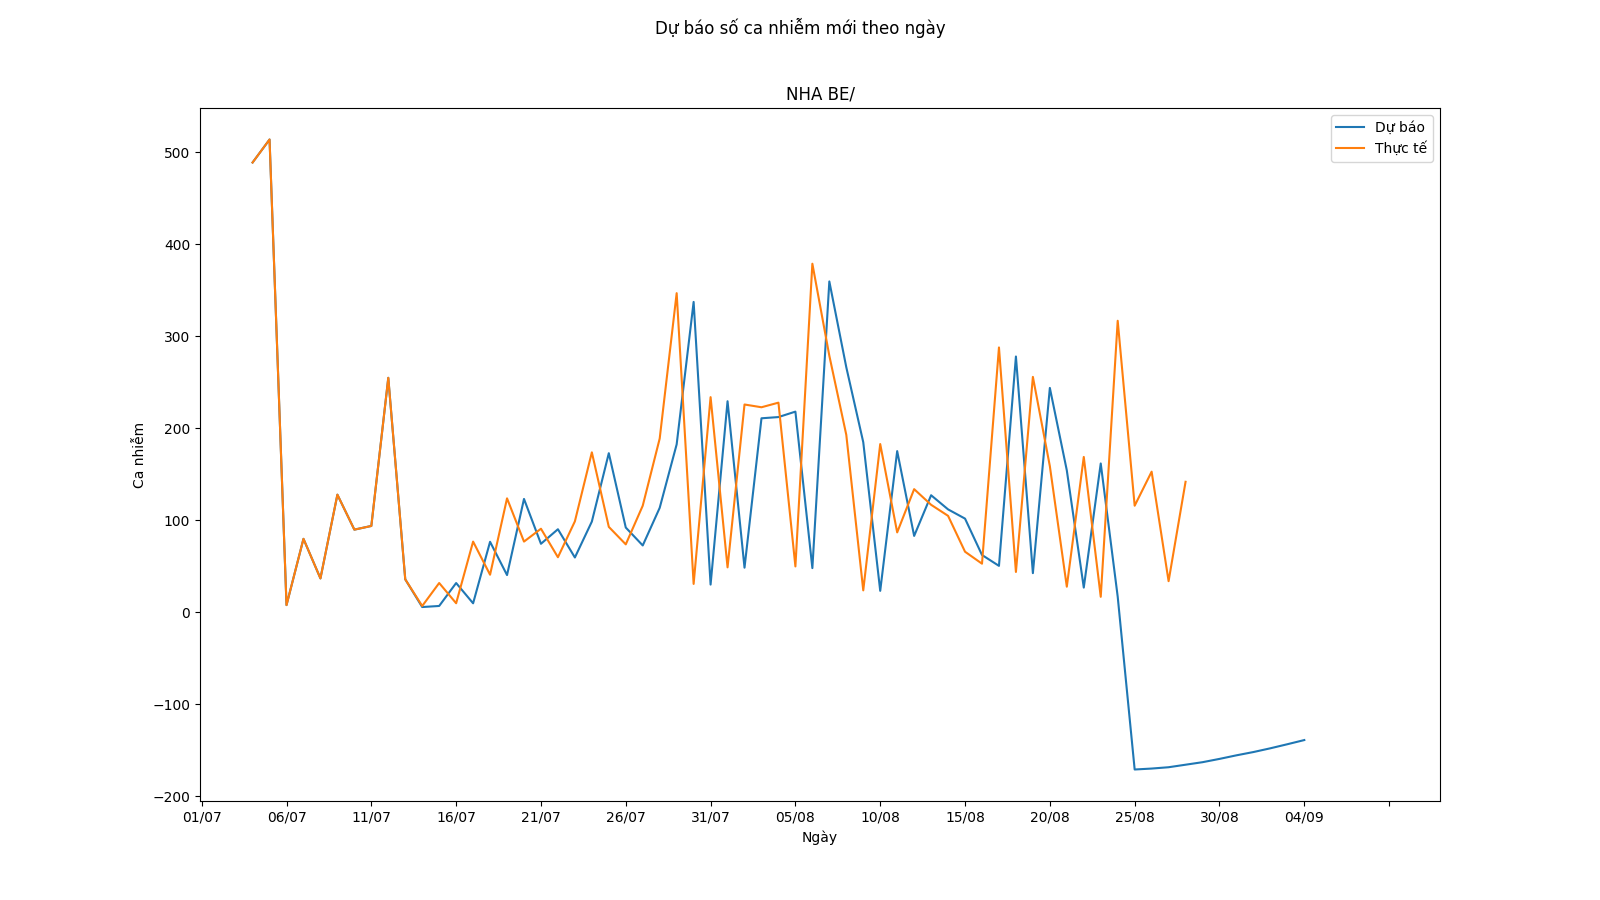 Dự báo số ca nhiễm mới theo ngày
NHA BE/
Dự báo
Thực tế
500
400
300
200
100
0
−100
−200
Ca nhiễm
01/07 06/07 11/07 16/07 21/07 26/07 31/07 05/08 10/08 15/08 20/08 25/08 30/08 04/09
Ngày